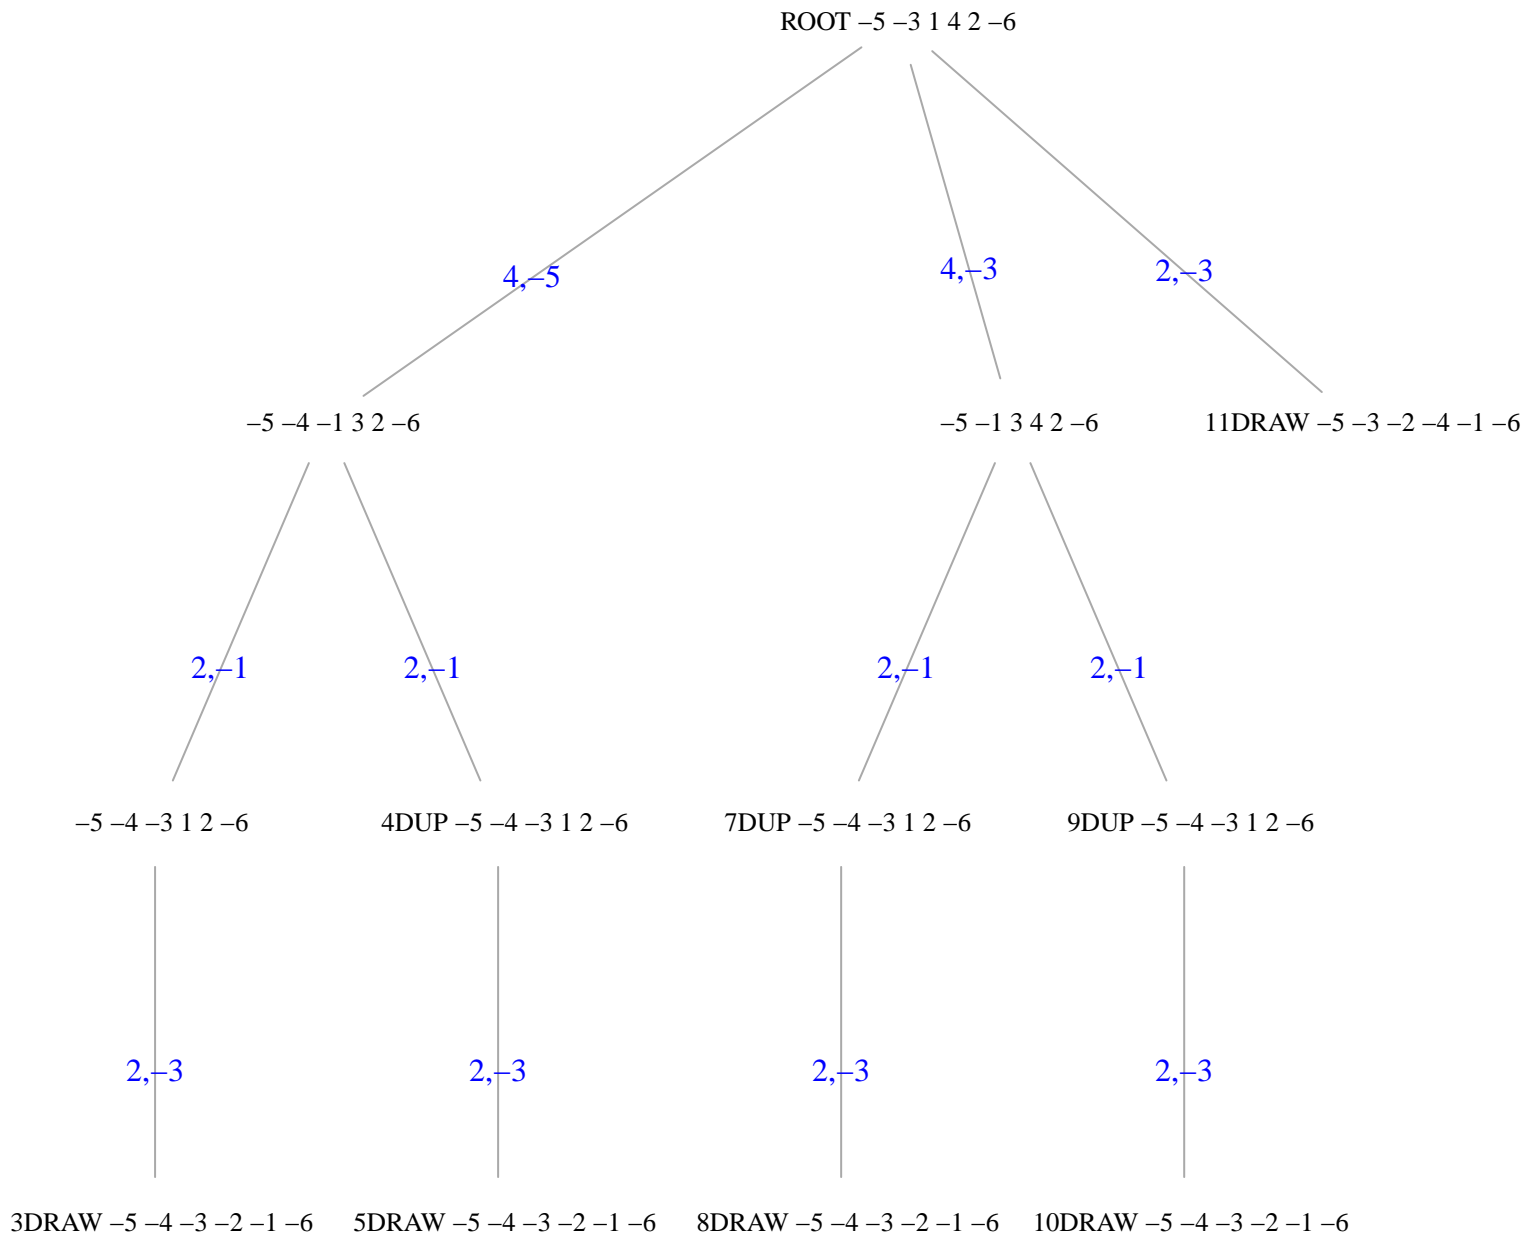 ROOT –5 –3 1 4 2 –6
4,–5
4,–3
2,–3
–5 –4 –1 3 2 –6
–5 –1 3 4 2 –6
11DRAW –5 –3 –2 –4 –1 –6
2,–1
2,–1
2,–1
2,–1
–5 –4 –3 1 2 –6
4DUP –5 –4 –3 1 2 –6
7DUP –5 –4 –3 1 2 –6
9DUP –5 –4 –3 1 2 –6
2,–3
2,–3
2,–3
2,–3
3DRAW –5 –4 –3 –2 –1 –6
5DRAW –5 –4 –3 –2 –1 –6
8DRAW –5 –4 –3 –2 –1 –6
10DRAW –5 –4 –3 –2 –1 –6